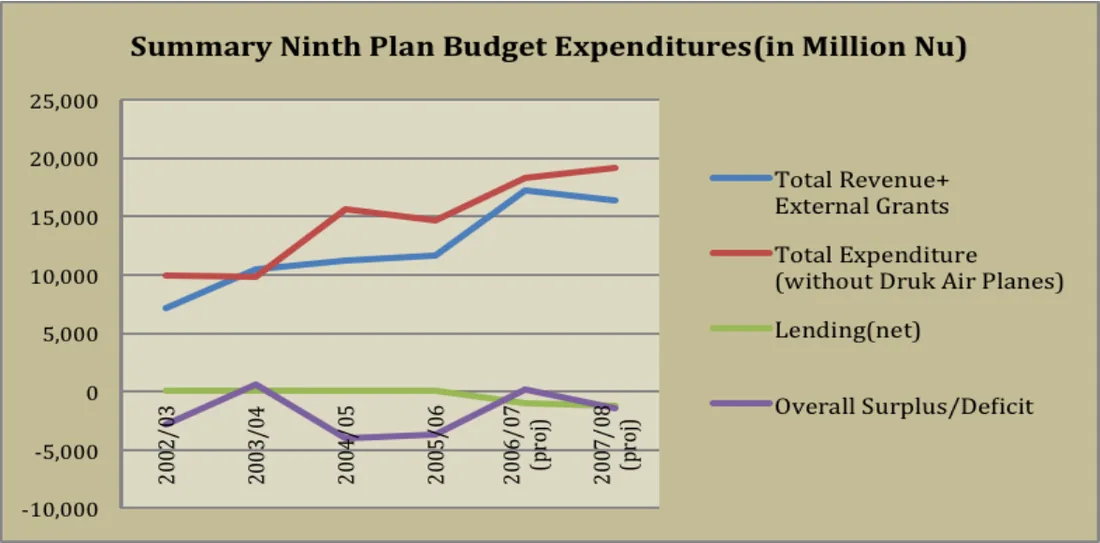 Summary Ninth Plan Budget Expenditures(in Million Nu)
25,000
20,000
15,000
10,000
5,000
0
-5,000
-10,000
2002/03
2003/04
2004/05
2005/06
2006/07
(proj)
2007/08
(proj)
Total Revenue+
External Grants
Total Expenditure
(without Druk Air Planes)
Lending(net)
Overall Surplus/Deficit